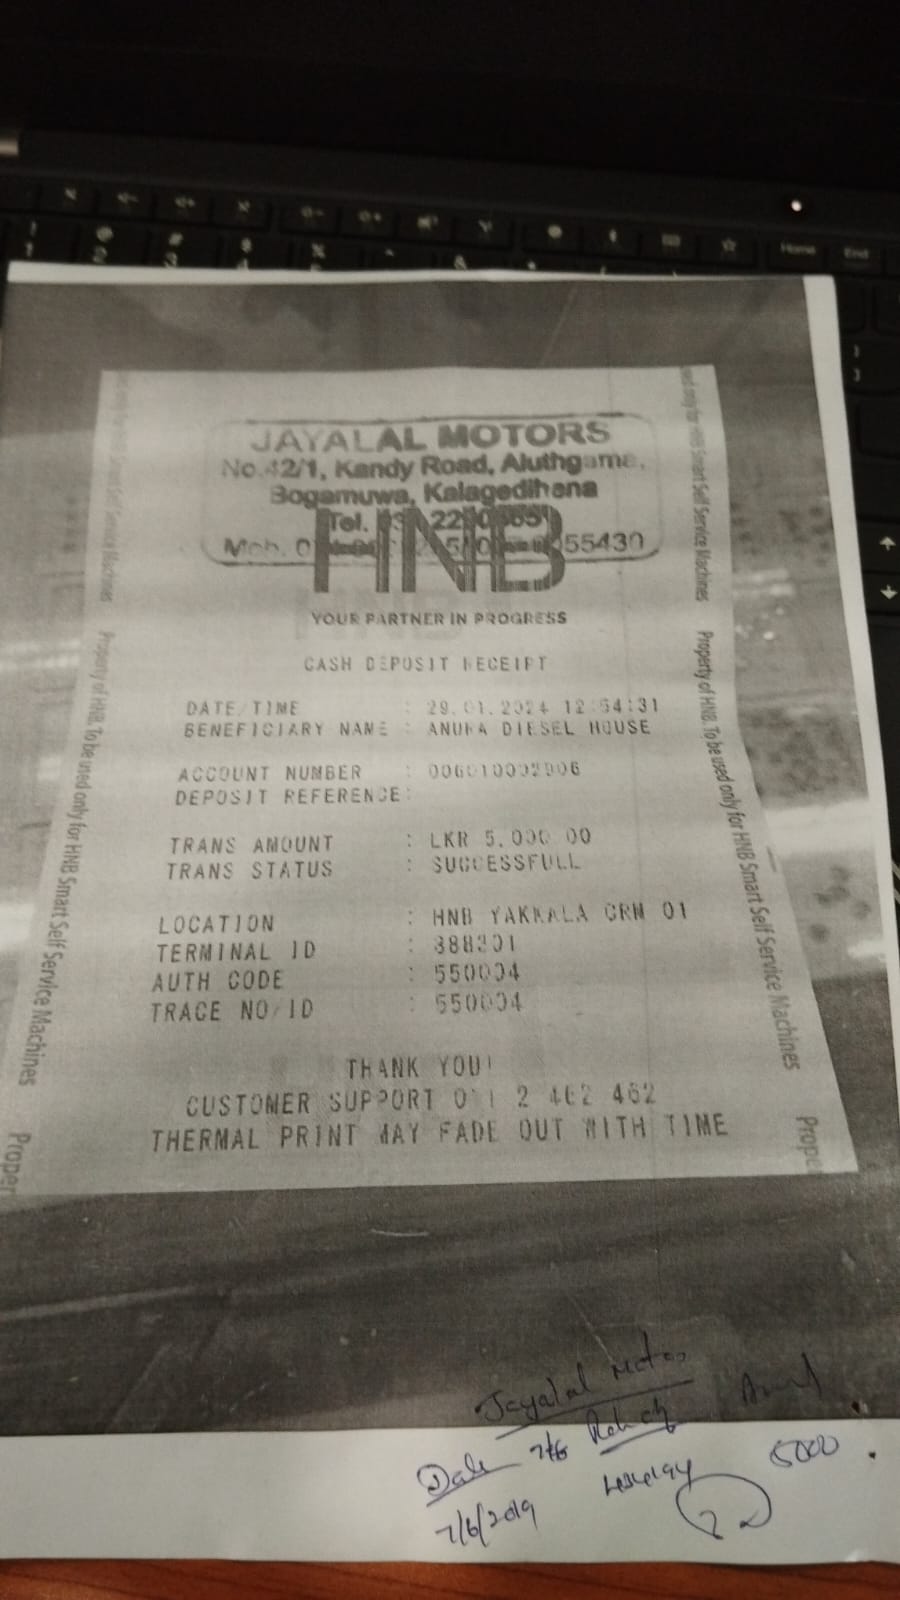 JAYALAL MOTORS
No.42/1, Kandy Road, Aluthgama,
Bogamuwa, Kalagedihena
Tel.
Mob. 55430
HNB
YOUR PARTNER IN PROGRESS
CASH DEPOSIT RECEIPT
DATE/TIME : 29.01.2024 12:54:31
BENEFICIARY NAME : ANURA DIESEL HOUSE
ACCOUNT NUMBER :
DEPOSIT REFERENCE:
TRANS AMOUNT : LKR 5,000.00
TRANS STATUS : SUCCESSFULL
LOCATION : HNB YAKKALA CRM 01
TERMINAL ID :
AUTH CODE : 550004
TRACE NO/ID : 550004
THANK YOU!
CUSTOMER SUPPORT 011 2 462 462
THERMAL PRINT MAY FADE OUT WITH TIME
Property of HNB. To be used only for HNB Smart Self Service Machines
Property of HNB. To be used only for HNB Smart Self Service Machines
Jayalal Motors
Date
5000
7/6/2019